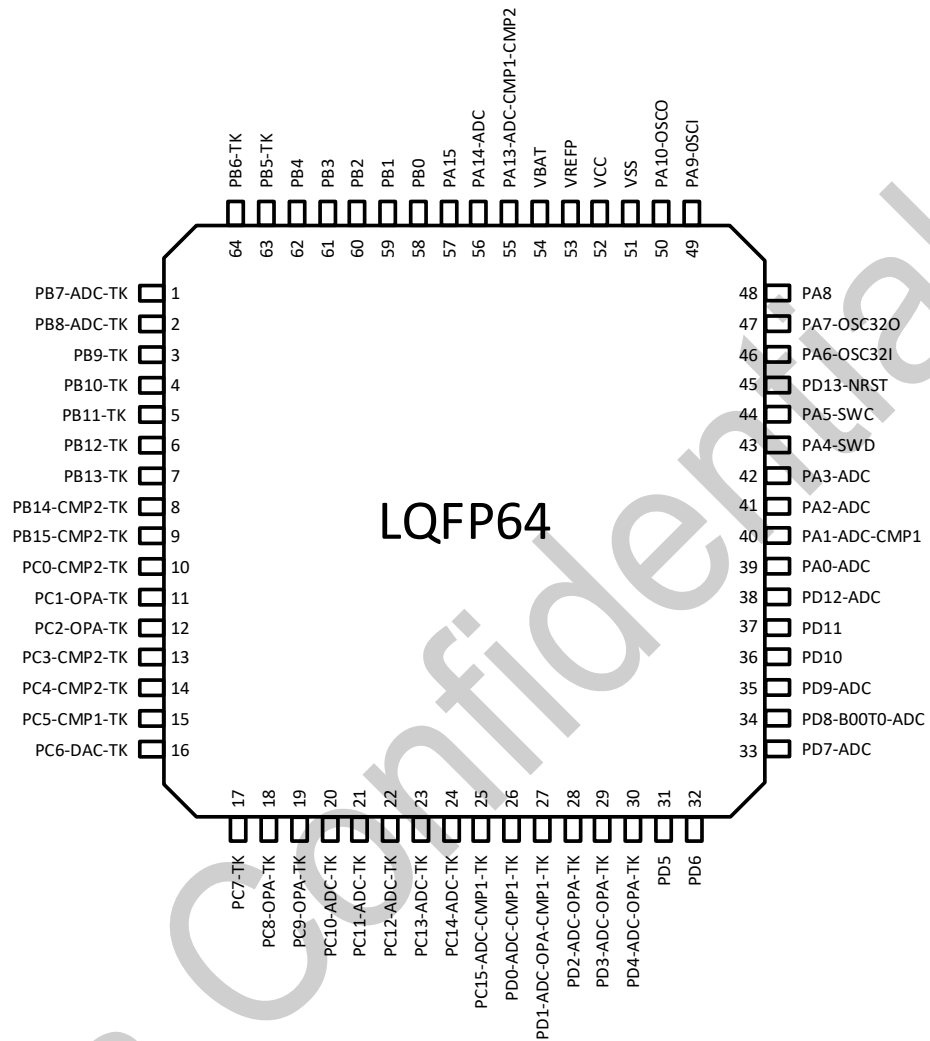 PB6-TK
PB5-TK
PB4
PB3
PB2
PB1
PB0
PA15
PA14-ADC
PA13-ADC-CMP1-CMP2
VBAT
VREFP
VCC
VSS
PA10-OSCO
PA9-0SCI
64
63
62
61
60
59
58
57
56
55
54
53
52
51
50
49
PB7-ADC-TK 1
PB8-ADC-TK 2
PB9-TK 3
PB10-TK 4
PB11-TK 5
PB12-TK 6
PB13-TK 7
PB14-CMP2-TK 8
PB15-CMP2-TK 9
PC0-CMP2-TK 10
PC1-OPA-TK 11
PC2-OPA-TK 12
PC3-CMP2-TK 13
PC4-CMP2-TK 14
PC5-CMP1-TK 15
PC6-DAC-TK 16
LQFP64
48 PA8
47 PA7-OSC32O
46 PA6-OSC32I
45 PD13-NRST
44 PA5-SWC
43 PA4-SWD
42 PA3-ADC
41 PA2-ADC
40 PA1-ADC-CMP1
39 PA0-ADC
38 PD12-ADC
37 PD11
36 PD10
35 PD9-ADC
34 PD8-B00T0-ADC
33 PD7-ADC
17
18
19
20
21
22
23
24
25
26
27
28
29
30
31
32
PC7-TK
PC8-OPA-TK
PC9-OPA-TK
PC10-ADC-TK
PC11-ADC-TK
PC12-ADC-TK
PC13-ADC-TK
PC14-ADC-TK
PC15-ADC-CMP1-TK
PD0-ADC-CMP1-TK
PD1-ADC-OPA-CMP1-TK
PD2-ADC-OPA-TK
PD3-ADC-OPA-TK
PD4-ADC-OPA-TK
PD5
PD6
Confidential